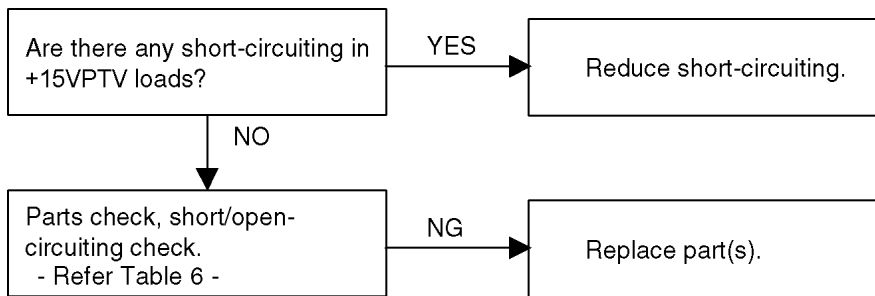 Are there any short-circuiting in
+15VPTV loads?
YES
Reduce short-circuiting.
NO
Parts check, short/open-
circuiting check.
- Refer Table 6 -
NG
Replace part(s).